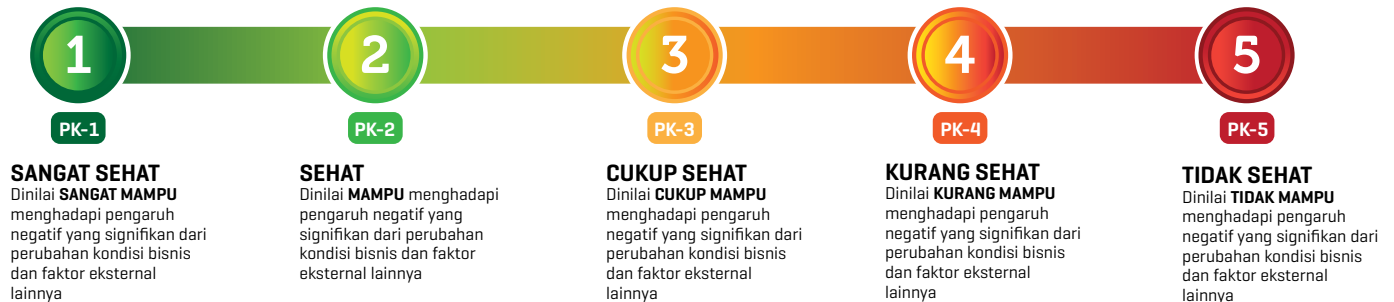 1
2
3
4
5
PK-1
PK-2
PK-3
PK-4
PK-5
SANGAT SEHAT
Dinilai SANGAT MAMPU
menghadapi pengaruh
negatif yang signifikan dari
perubahan kondisi bisnis
dan faktor eksternal
lainnya
SEHAT
Dinilai MAMPU menghadapi
pengaruh negatif yang
signifikan dari perubahan
kondisi bisnis dan faktor
eksternal lainnya
CUKUP SEHAT
Dinilai CUKUP MAMPU
menghadapi pengaruh
negatif yang signifikan dari
perubahan kondisi bisnis
dan faktor eksternal
lainnya
KURANG SEHAT
Dinilai KURANG MAMPU
menghadapi pengaruh
negatif yang signifikan dari
perubahan kondisi bisnis
dan faktor eksternal
lainnya
TIDAK SEHAT
Dinilai TIDAK MAMPU
menghadapi pengaruh
negatif yang signifikan dari
perubahan kondisi bisnis
dan faktor eksternal
lainnya